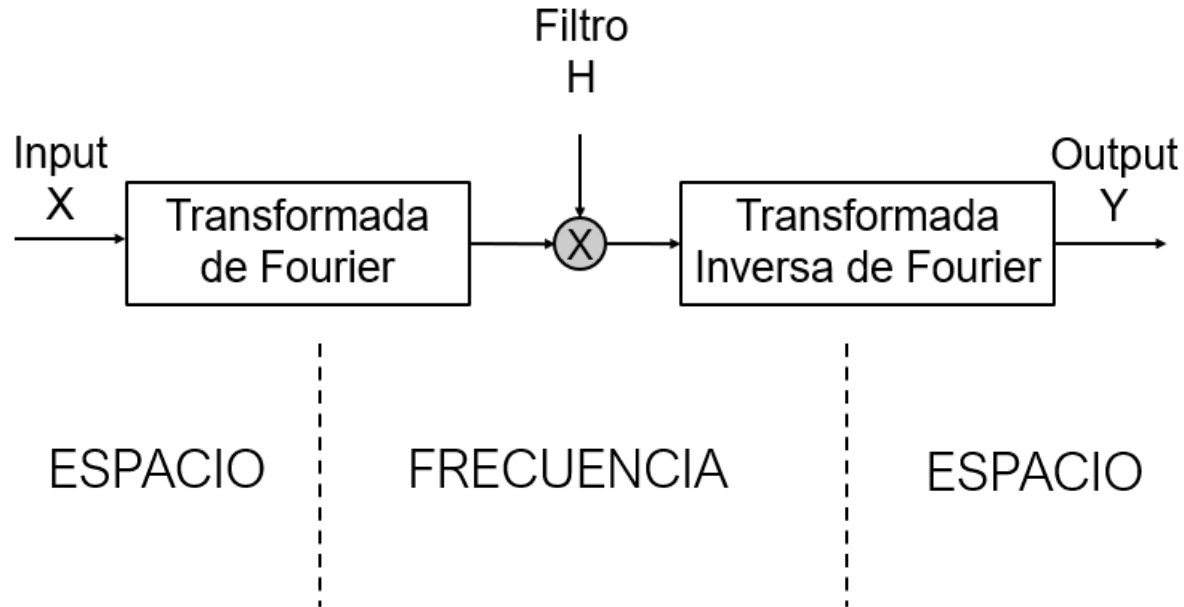 Filtro
H
Input
X
Transformada
de Fourier
X
Transformada
Inversa de Fourier
Output
Y
ESPACIO
FRECUENCIA
ESPACIO